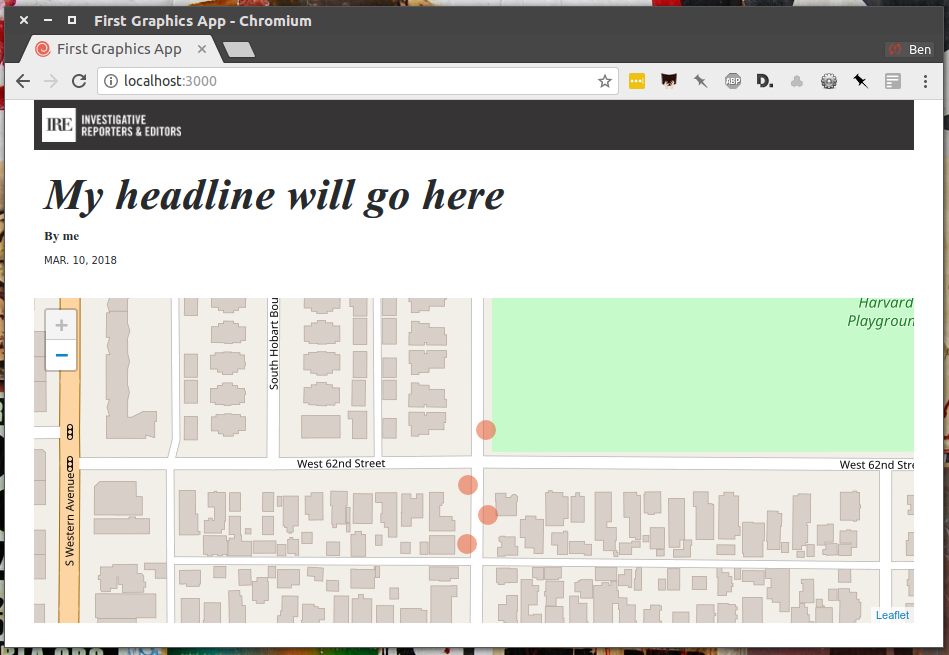 First Graphics App - Chromium
First Graphics App
Ben
localhost:3000
ABP
D.
IRE
INVESTIGATIVE
REPORTERS & EDITORS
My headline will go here
By me
MAR. 10, 2018
+
−
Harvard
Playgroun
South Hobart Bou
West 62nd Street
West 62nd Stre
S Western Avenue
Leaflet